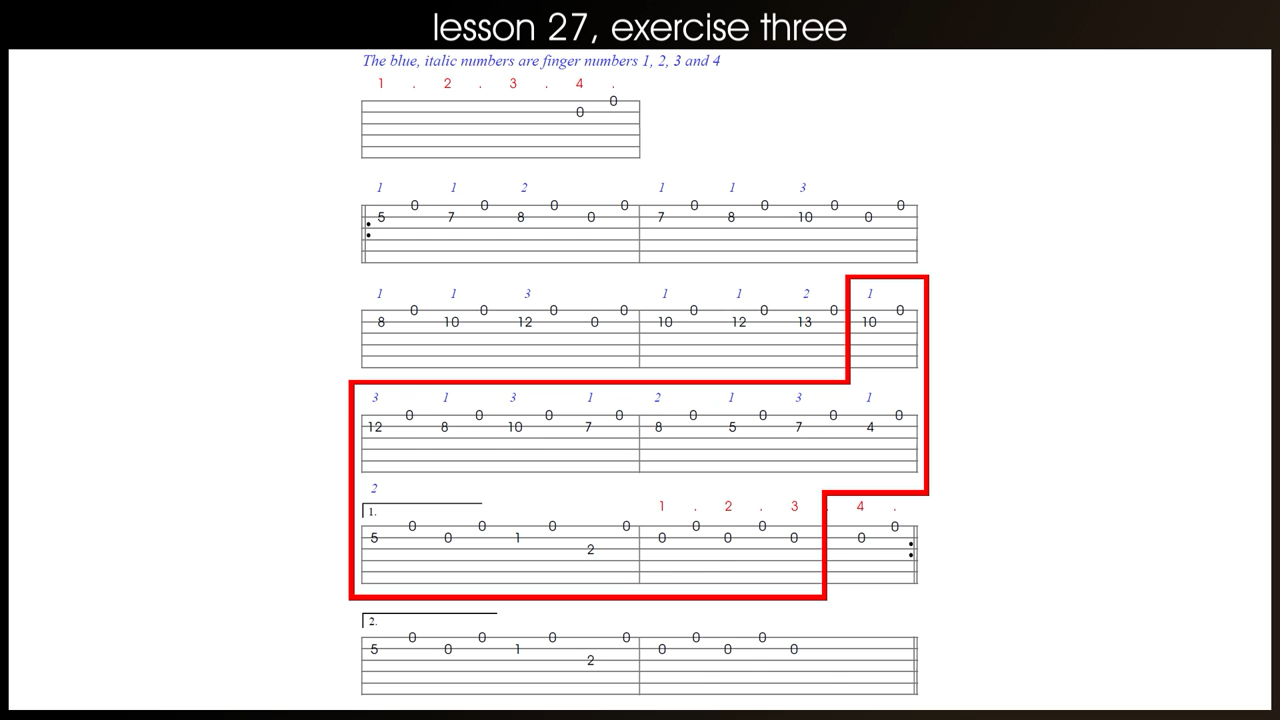 lesson 27, exercise three
The blue, italic numbers are finger numbers 1, 2, 3 and 4
1 . 2 . 3 . 4 .
0
0
1 1 2 1 1 3
0 0 0 0 0 0 0 0
5 7 8 0 7 8 10 0
1 1 3 1 1 2 1
0 0 0 0 0 0 0 0
8 10 12 0 10 12 13 10
3 1 3 1 2 1 3 1
0 0 0 0 0 0 0 0
12 8 10 7 8 5 7 4
2
1. 1 . 2 . 3 . 4 .
0 0 0 0 0 0 0
5 0 1 0 0 0 0
2
2.
0 0 0 0 0 0
5 0 1 0 0 0
2